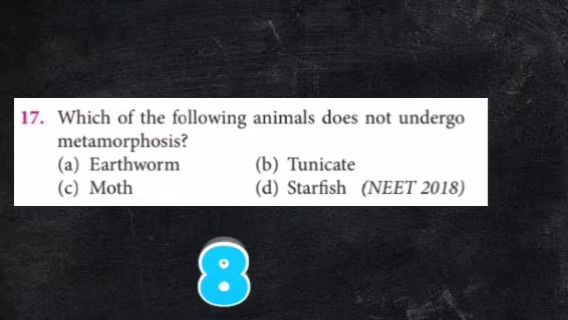 17. Which of the following animals does not undergo
metamorphosis?
(a) Earthworm (b) Tunicate
(c) Moth (d) Starfish (NEET 2018)
8